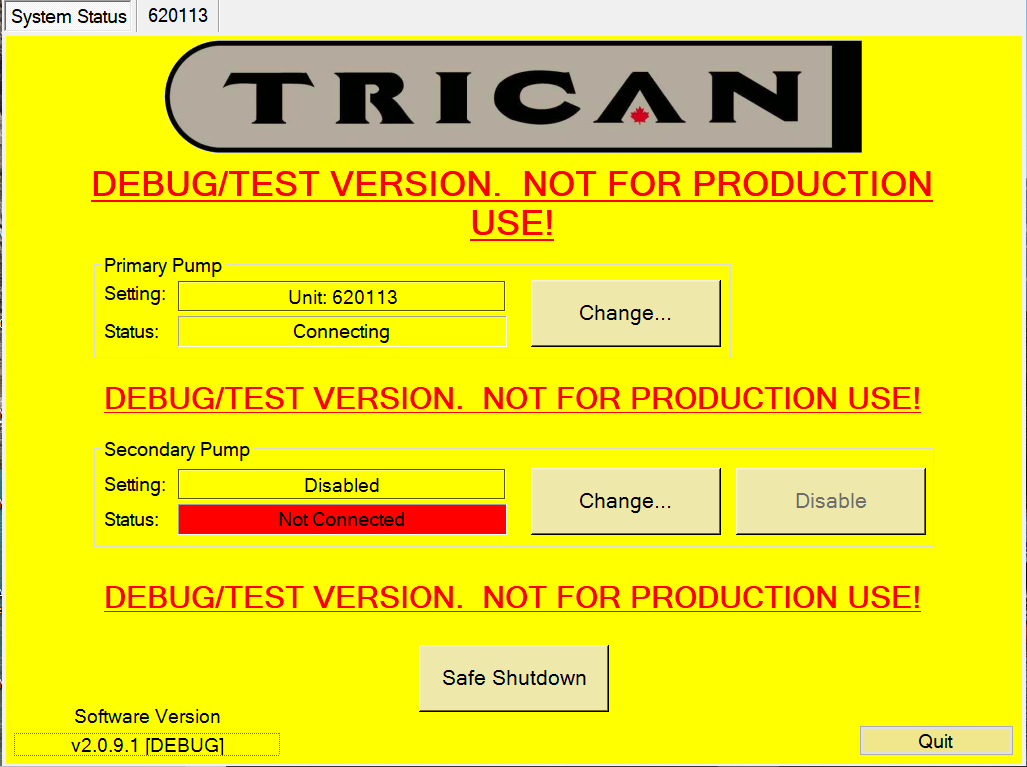 System Status 620113
TRICAN
DEBUG/TEST VERSION.  NOT FOR PRODUCTION
USE!
Primary Pump
Setting: Unit: 620113
Change...
Status: Connecting
DEBUG/TEST VERSION.  NOT FOR PRODUCTION USE!
Secondary Pump
Setting: Disabled
Change... Disable
Status: Not Connected
DEBUG/TEST VERSION.  NOT FOR PRODUCTION USE!
Safe Shutdown
Software Version
v2.0.9.1 [DEBUG]
Quit